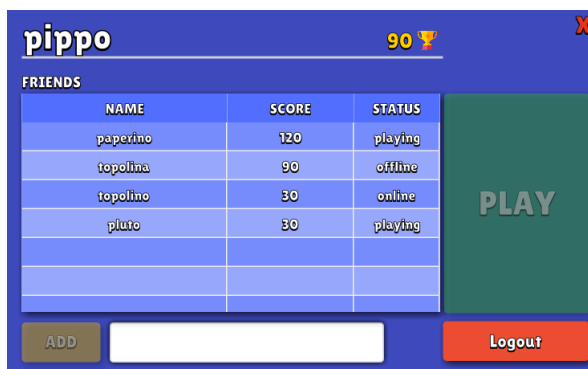 X
pippo 90
FRIENDS
NAME SCORE STATUS
paperino 120 playing
topolina 90 offline
topolino 30 online
pluto 30 playing
PLAY
ADD Logout